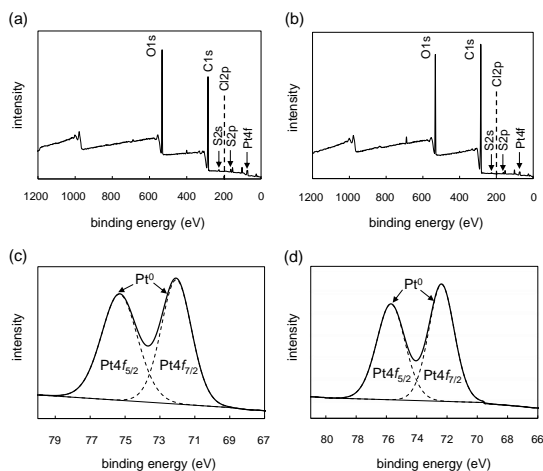 (a)
O1s
C1s
Cl2p
S2s
S2p
Pt4f
intensity
1200 1000 800 600 400 200 0
binding energy (eV)
(b)
O1s
C1s
Cl2p
S2s
S2p
Pt4f
intensity
1200 1000 800 600 400 200 0
binding energy (eV)
(c)
Pt0
Pt4f5/2
Pt4f7/2
intensity
79 77 75 73 71 69 67
binding energy (eV)
(d)
Pt0
Pt4f5/2
Pt4f7/2
intensity
80 78 76 74 72 70 68 66
binding energy (eV)